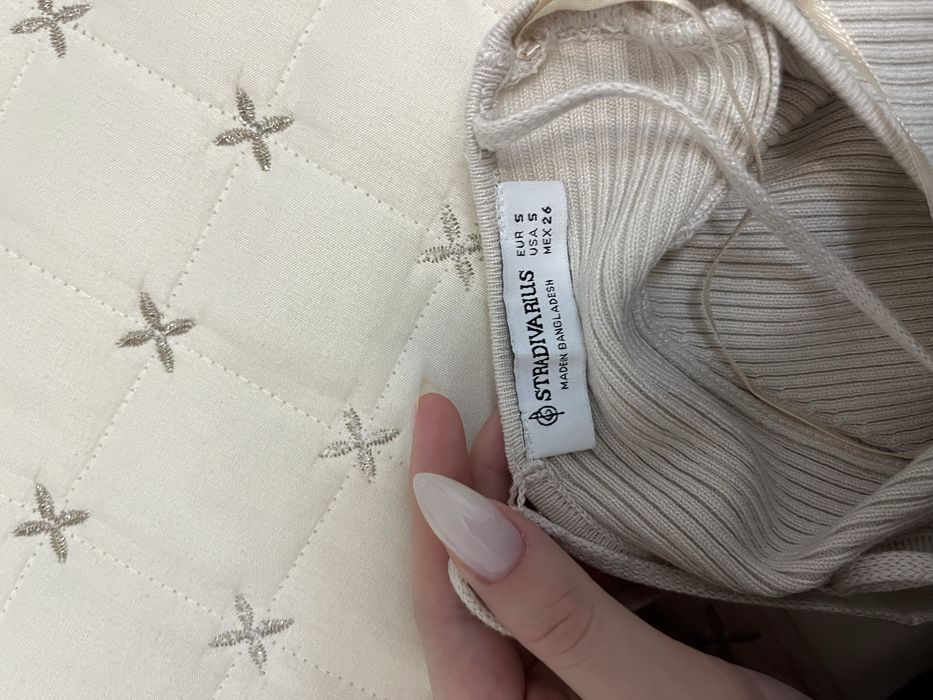 STRADIVARIUS
MADE IN BANGLADESH
EUR S
USA S
MEX 26